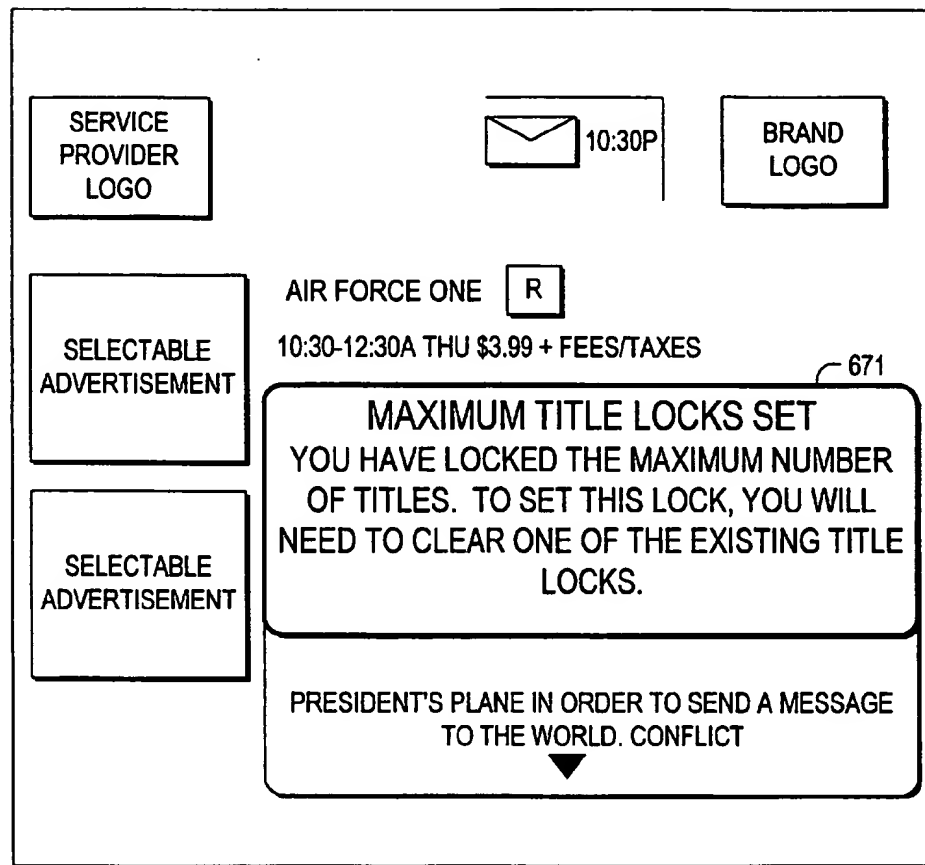 SERVICE
PROVIDER
LOGO
10:30P
BRAND
LOGO
SELECTABLE
ADVERTISEMENT
AIR FORCE ONE R
10:30-12:30A THU $3.99 + FEES/TAXES
671
MAXIMUM TITLE LOCKS SET
YOU HAVE LOCKED THE MAXIMUM NUMBER
OF TITLES. TO SET THIS LOCK, YOU WILL
NEED TO CLEAR ONE OF THE EXISTING TITLE
LOCKS.
SELECTABLE
ADVERTISEMENT
PRESIDENT'S PLANE IN ORDER TO SEND A MESSAGE
TO THE WORLD. CONFLICT